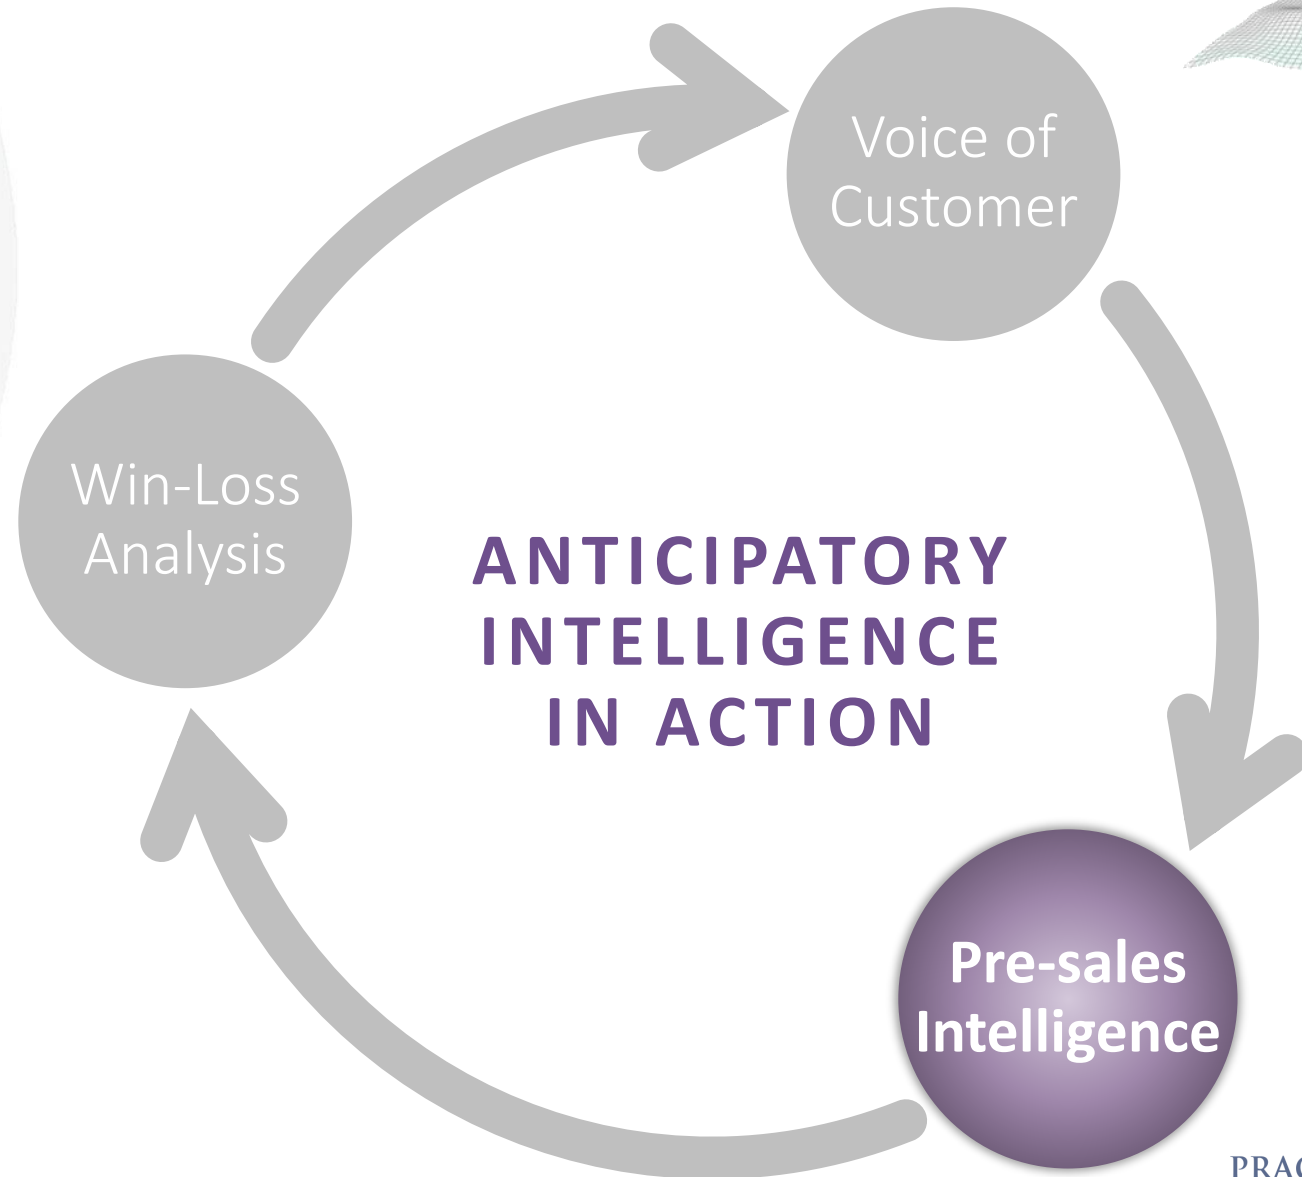 Voice of
Customer
Win-Loss
Analysis
ANTICIPATORY
INTELLIGENCE
IN ACTION
Pre-sales
Intelligence